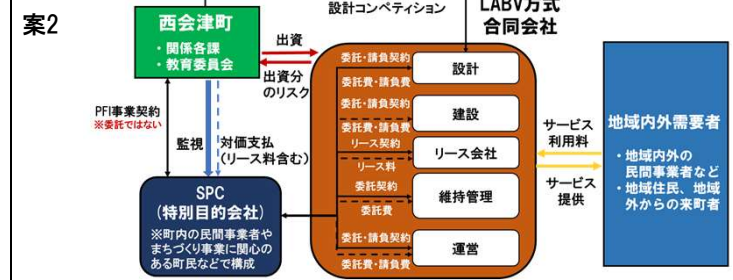 案2
設計コンペティション
LABV方式
合同会社
西会津町
・関係各課
・教育委員会
出資
出資分
のリスク
PFI事業契約
※委託ではない
監視
対価支払
(リース料含む)
SPC
(特別目的会社)
※町内の民間事業者や
まちづくり事業に関心の
ある町民などで構成
委託・請負契約
設計
委託費・請負費
委託・請負契約
建設
委託費・請負費
リース契約
リース会社
リース料
委託契約
維持管理
委託費
委託・請負契約
運営
委託費・請負費
サービス
利用料
サービス
提供
地域内外需要者
・地域内外の
民間事業者など
・地域住民、地域
外からの来町者